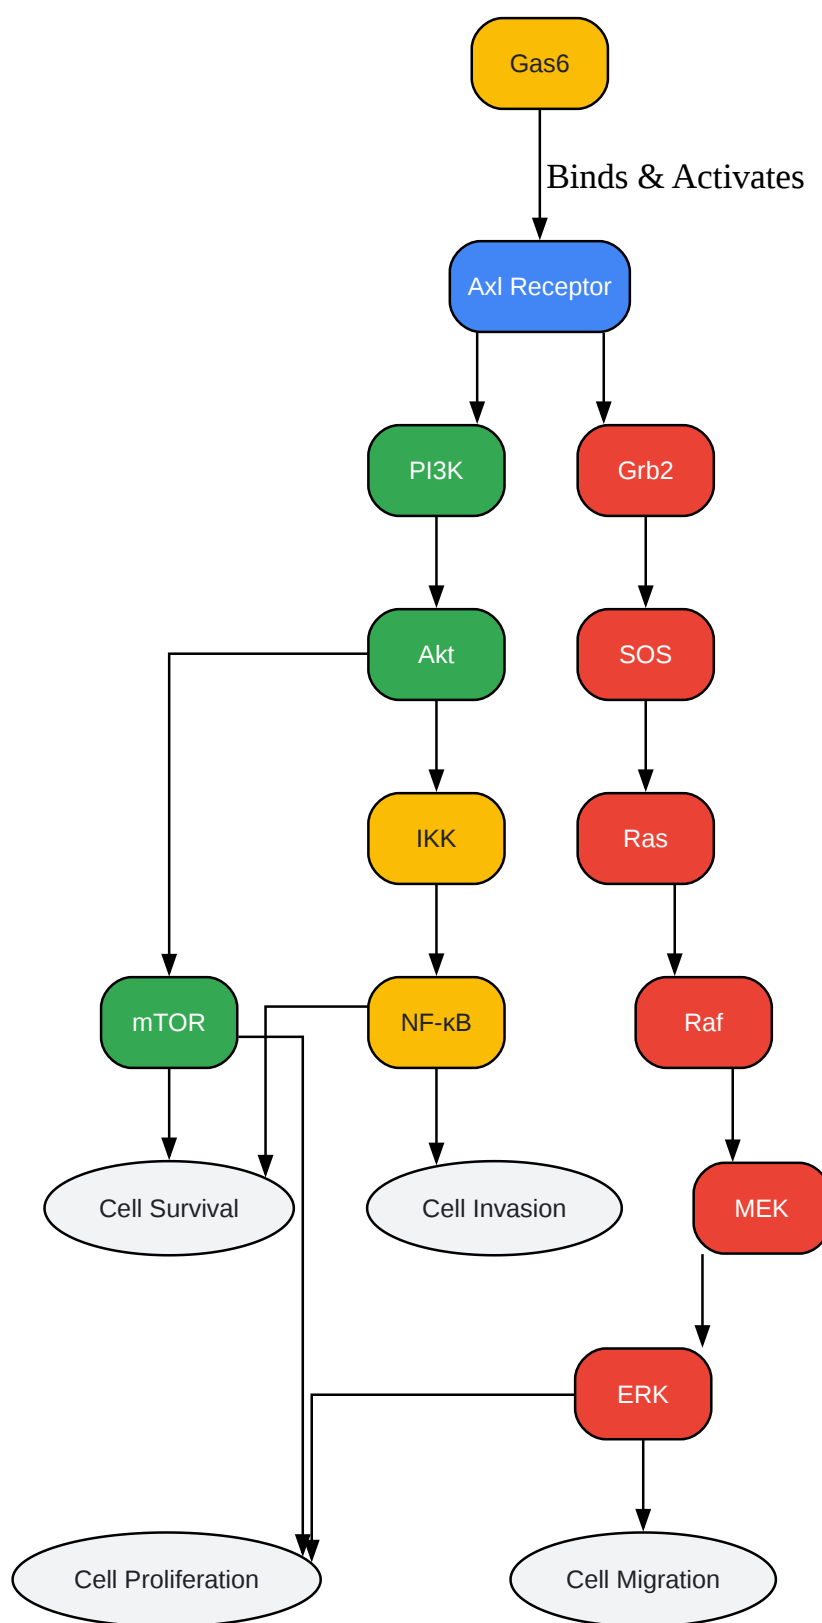 Gas6
Binds & Activates
Axl Receptor
PI3K
Grb2
Akt
SOS
IKK
Ras
mTOR
NF-κB
Raf
Cell Survival
Cell Invasion
MEK
ERK
Cell Proliferation
Cell Migration